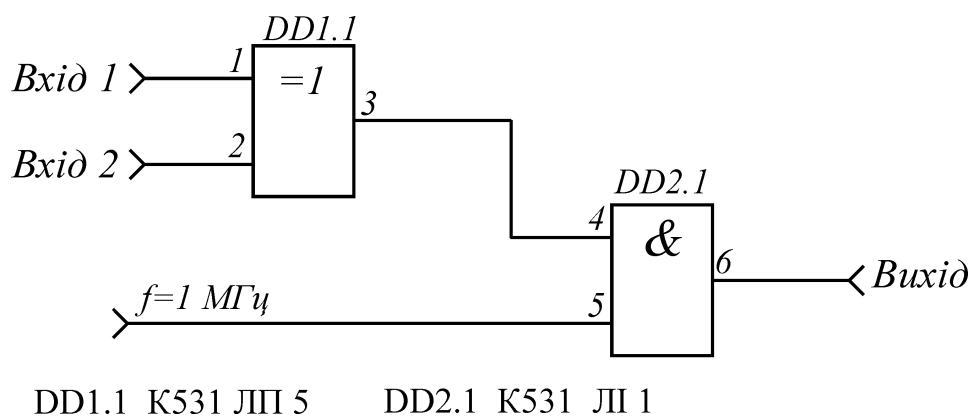 DD1.1
Вхід 1
1
=1
3
Вхід 2
2
DD2.1
4
&
6
Вихід
f=1 МГц
5
DD1.1 К531 ЛП 5 DD2.1 К531 ЛІ 1